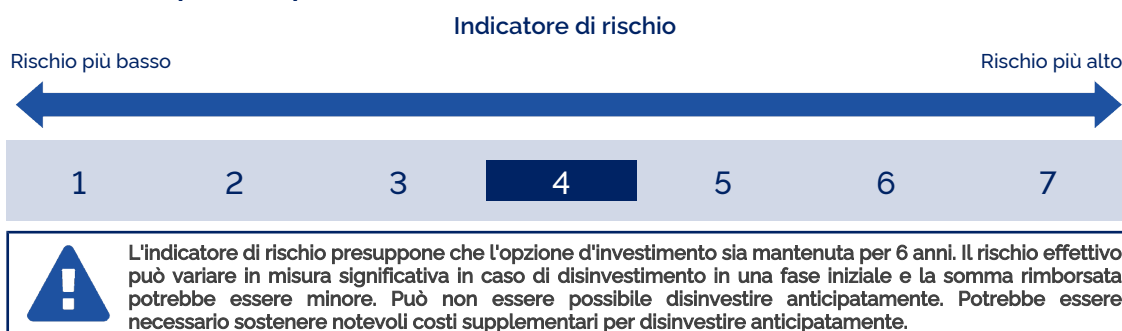 Indicatore di rischio
Rischio più basso Rischio più alto
1 2 3 4 5 6 7
L'indicatore di rischio presuppone che l'opzione d'investimento sia mantenuta per 6 anni. Il rischio effettivo
può variare in misura significativa in caso di disinvestimento in una fase iniziale e la somma rimborsata
potrebbe essere minore. Può non essere possibile disinvestire anticipatamente. Potrebbe essere
necessario sostenere notevoli costi supplementari per disinvestire anticipatamente.